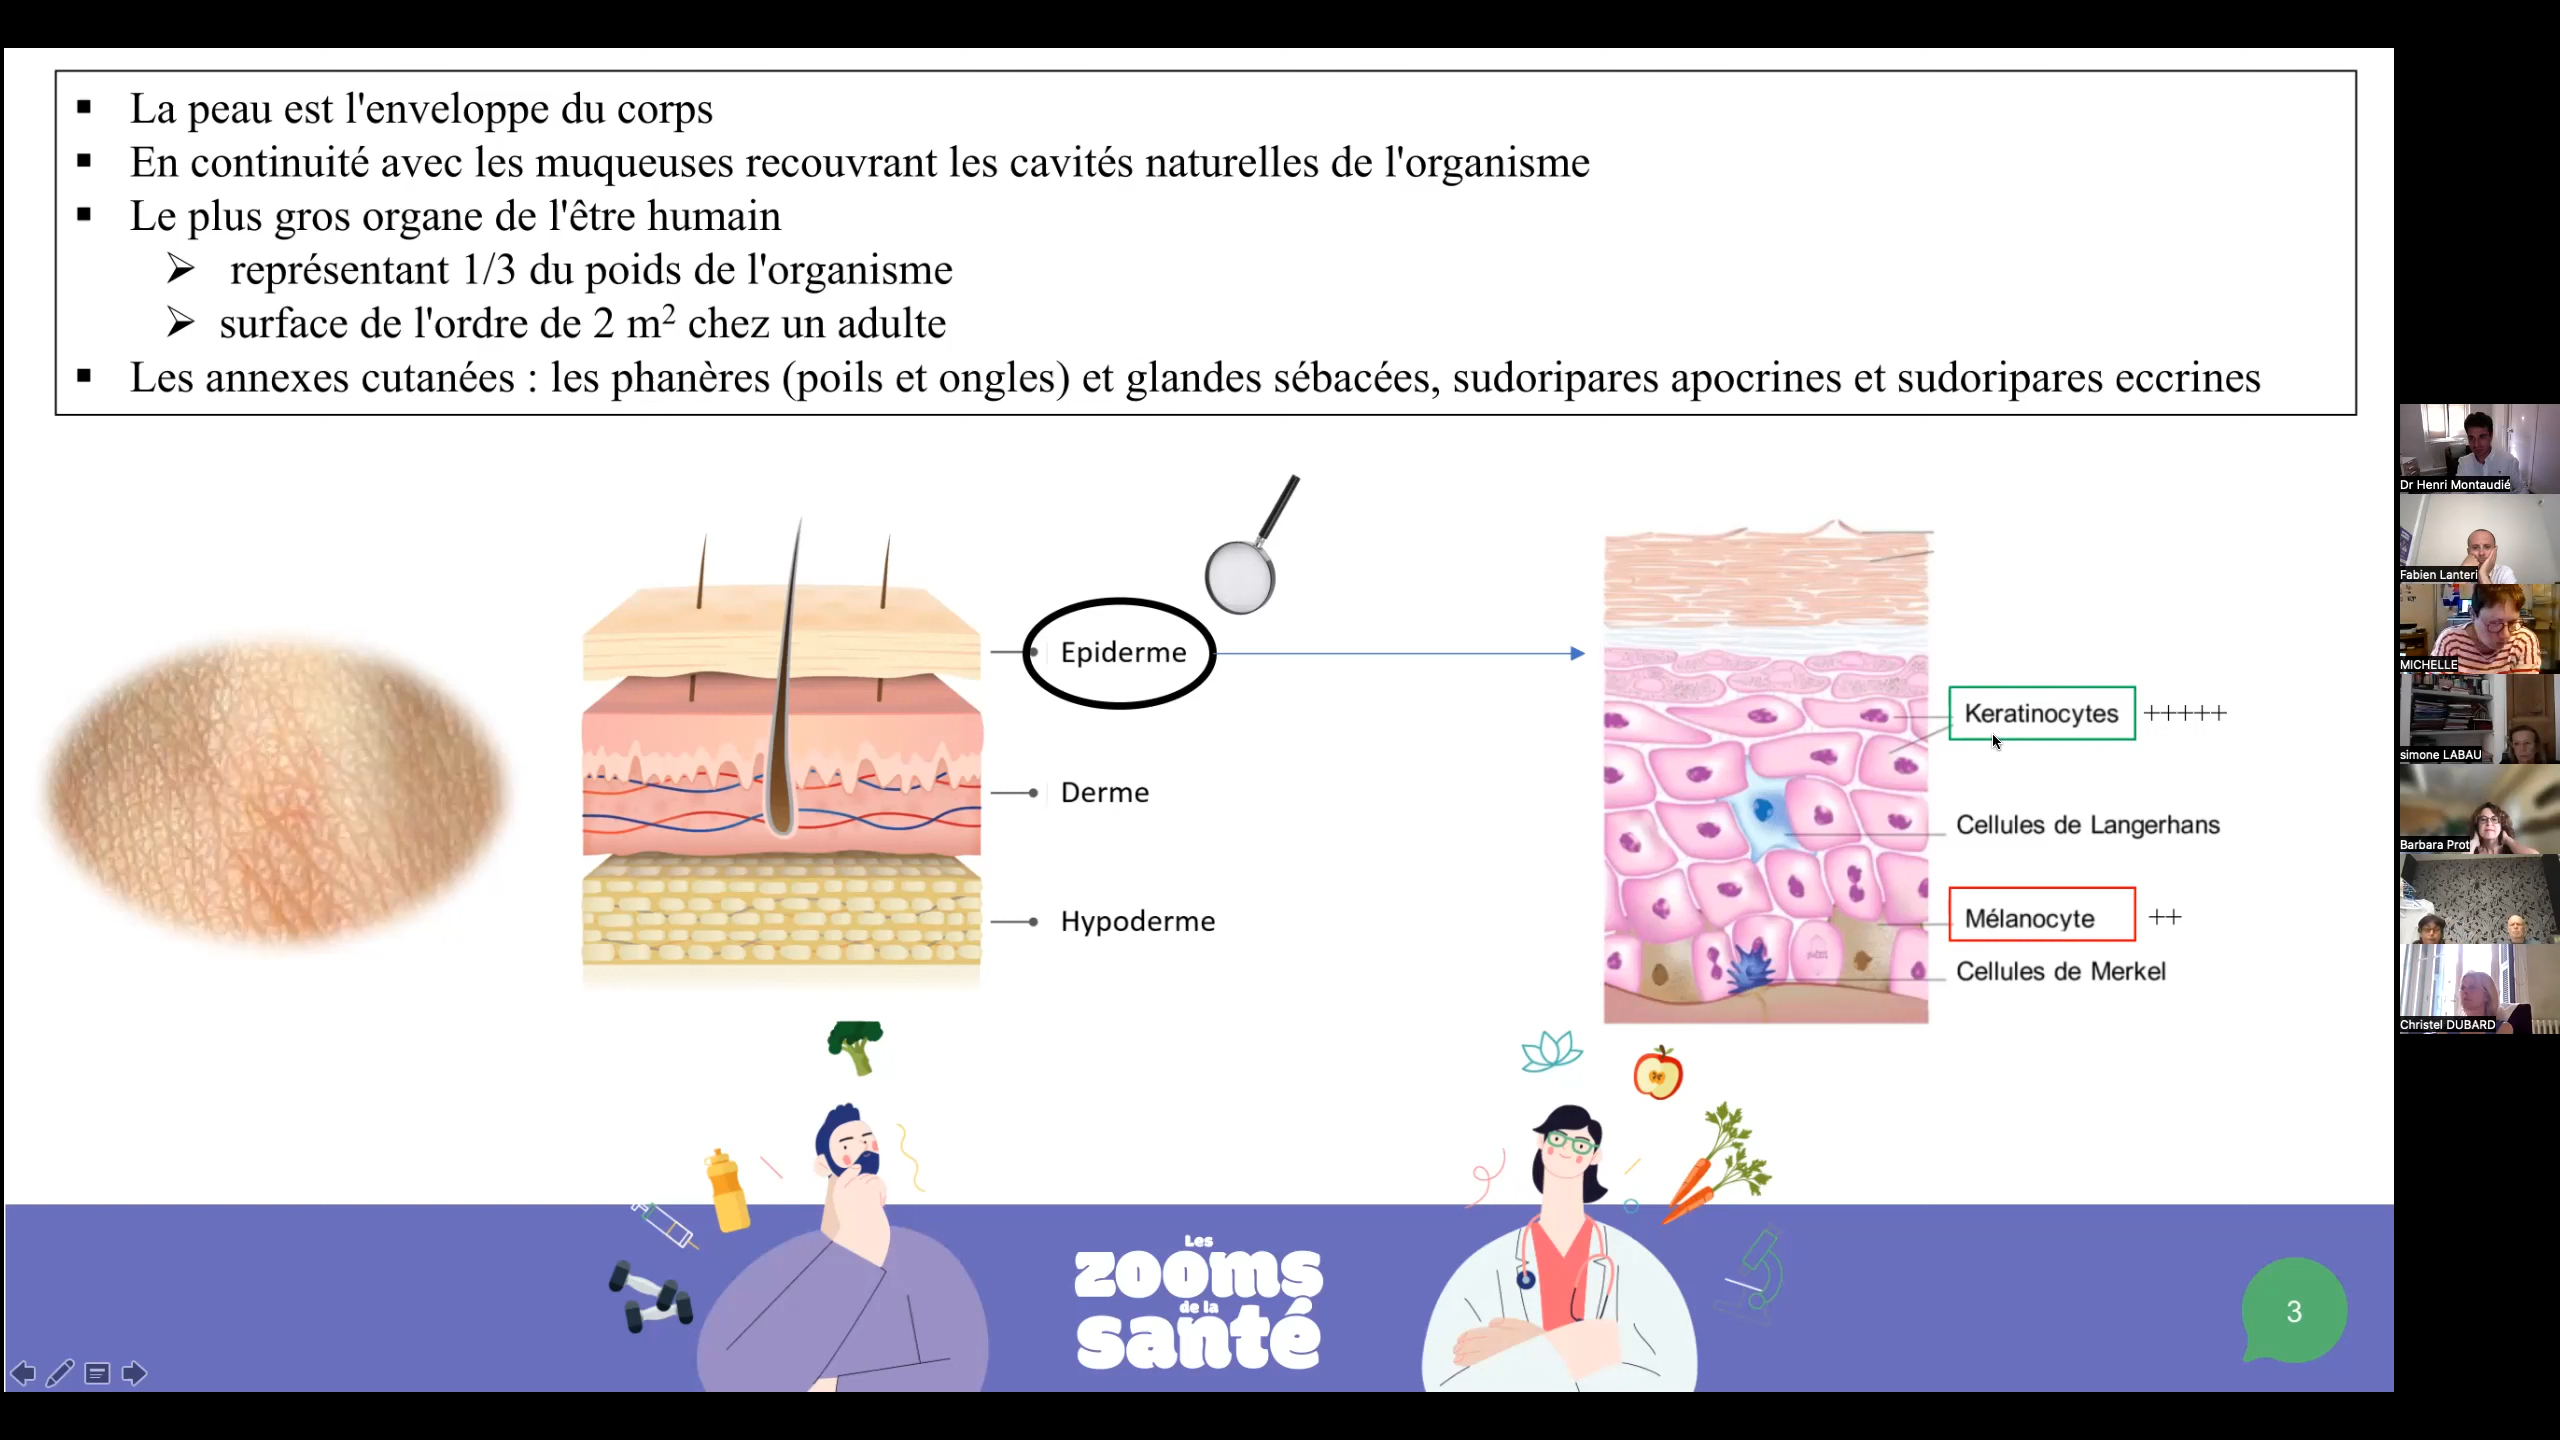 La peau est l'enveloppe du corps
En continuité avec les muqueuses recouvrant les cavités naturelles de l'organisme
Le plus gros organe de l'être humain
représentant 1/3 du poids de l'organisme
surface de l'ordre de 2 m² chez un adulte
Les annexes cutanées : les phanères (poils et ongles) et glandes sébacées, sudoripares apocrines et sudoripares eccrines
Epiderme
Derme
Hypoderme
Keratinocytes +++++
Cellules de Langerhans
Mélanocyte ++
Cellules de Merkel
Les
zooms
de la
santé
3
Dr Henri Montaudié
Fabien Lanteri
MICHELLE
simone LABAU
Barbara Prot
Christel DUBARD